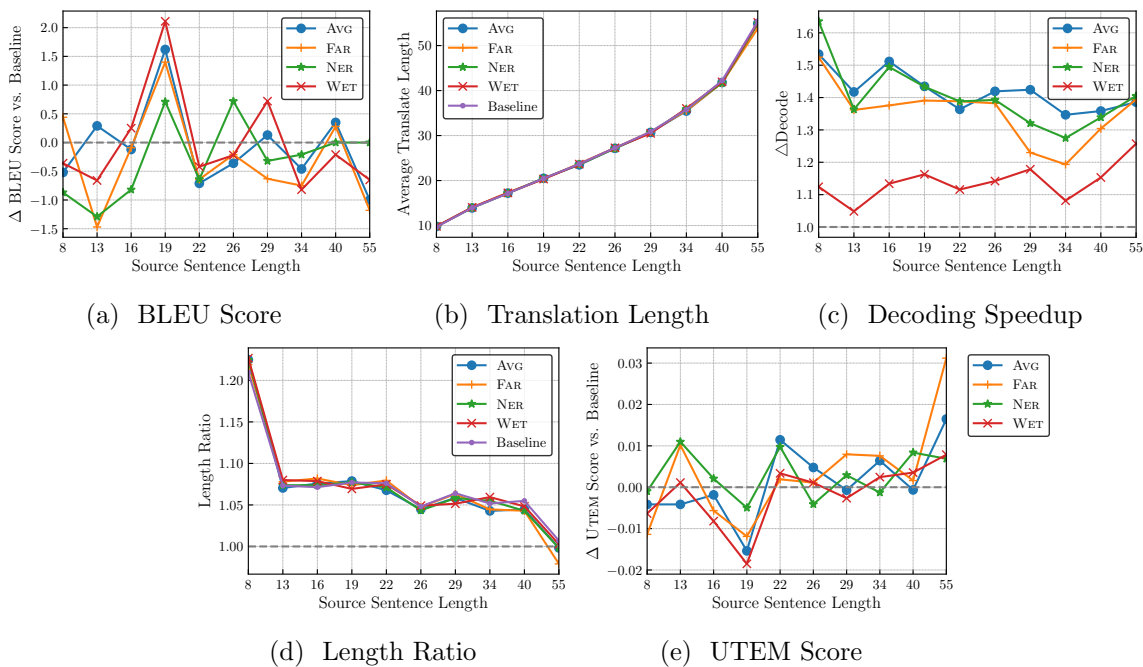 Δ BLEU Score vs. Baseline
2.0
1.5
1.0
0.5
0.0
−0.5
−1.0
−1.5
8 13 16 19 22 26 29 34 40 55
Source Sentence Length
AVG
FAR
NER
WET
(a) BLEU Score
Average Translate Length
50
40
30
20
10
8 13 16 19 22 26 29 34 40 55
Source Sentence Length
AVG
FAR
NER
WET
Baseline
(b) Translation Length
△Decode
1.6
1.5
1.4
1.3
1.2
1.1
1.0
8 13 16 19 22 26 29 34 40 55
Source Sentence Length
AVG
FAR
NER
WET
(c) Decoding Speedup
Length Ratio
1.20
1.15
1.10
1.05
1.00
8 13 16 19 22 26 29 34 40 55
Source Sentence Length
AVG
FAR
NER
WET
Baseline
(d) Length Ratio
Δ UTEM Score vs. Baseline
0.03
0.02
0.01
0.00
−0.01
−0.02
8 13 16 19 22 26 29 34 40 55
Source Sentence Length
AVG
FAR
NER
WET
(e) UTEM Score